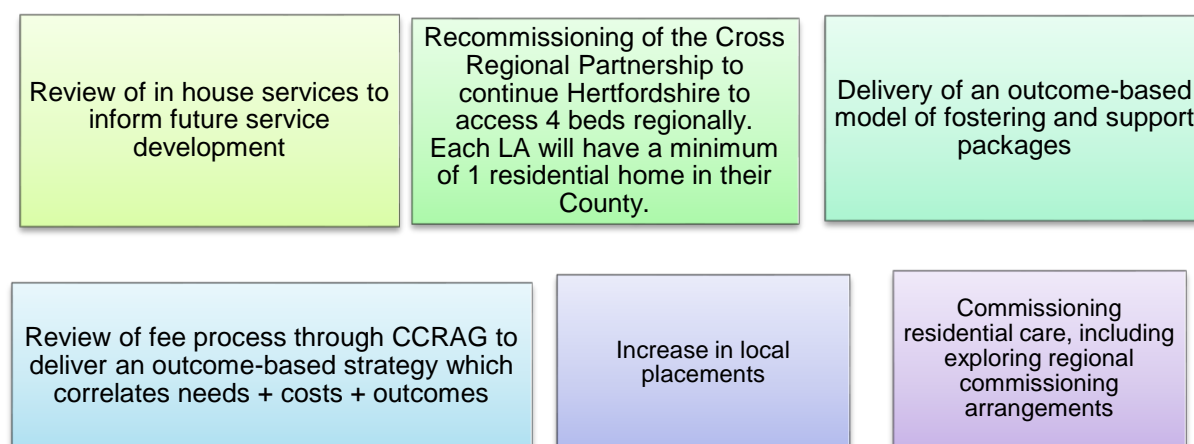 Review of in house services to
inform future service
development
Recommissioning of the Cross
Regional Partnership to
continue Hertfordshire to
access 4 beds regionally.
Each LA will have a minimum
of 1 residential home in their
County.
Delivery of an outcome-based
model of fostering and support
packages
Review of fee process through CCRAG to
deliver an outcome-based strategy which
correlates needs + costs + outcomes
Increase in local
placements
Commissioning
residential care, including
exploring regional
commissioning
arrangements